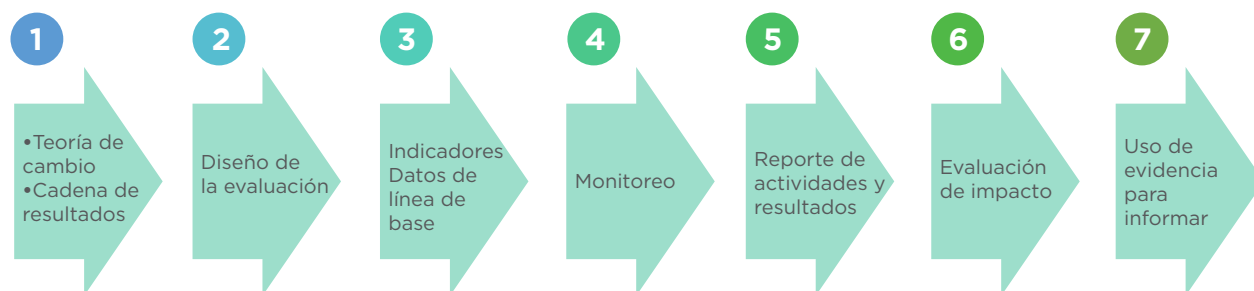 1
•Teoría de
cambio
•Cadena de
resultados
2
Diseño de
la evaluación
3
Indicadores
Datos de
línea de
base
4
Monitoreo
5
Reporte de
actividades y
resultados
6
Evaluación
de impacto
7
Uso de
evidencia
para
informar